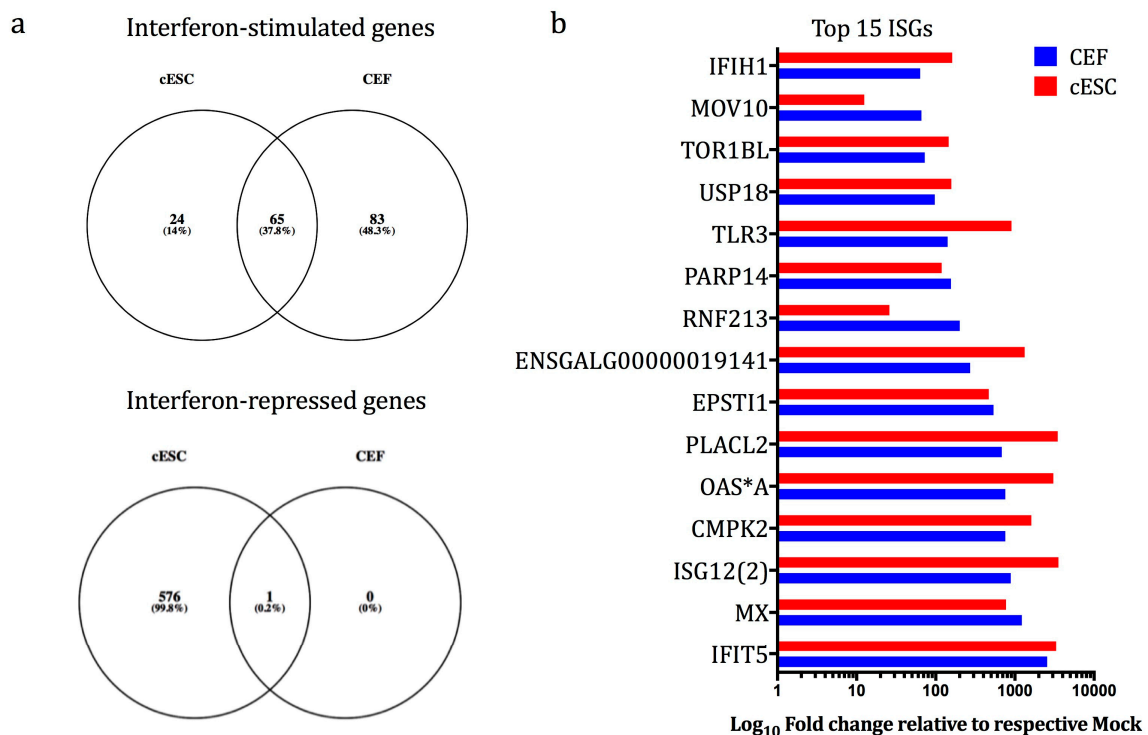 a
Interferon-stimulated genes
cESC
CEF
24
(14%)
65
(37.8%)
83
(48.3%)
Interferon-repressed genes
cESC
CEF
576
(99.8%)
1
(0.2%)
0
(0%)
b
Top 15 ISGs
CEF
cESC
IFIH1
MOV10
TOR1BL
USP18
TLR3
PARP14
RNF213
ENSGALG00000019141
EPSTI1
PLACL2
OAS*A
CMPK2
ISG12(2)
MX
IFIT5
1 10 100 1000 10000
Log10 Fold change relative to respective Mock